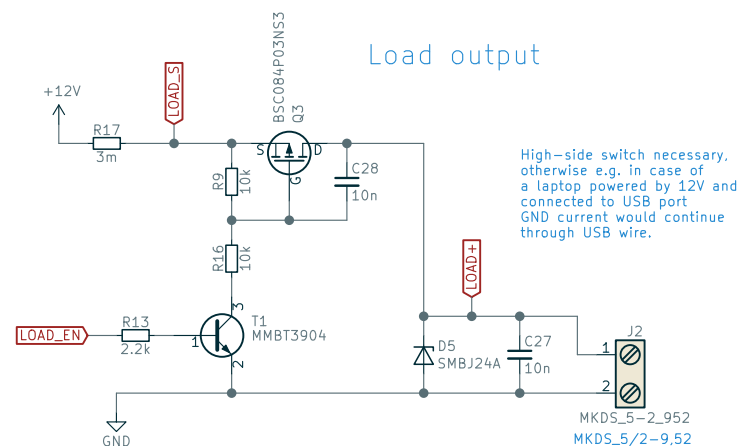 Load output
BSC084P03NS3
Q3
LOAD_S
+12V
R17
3m
S
D
G
R9
10k
C28
10n
High-side switch necessary,
otherwise e.g. in case of
a laptop powered by 12V and
connected to USB port
GND current would continue
through USB wire.
R16
10k
LOAD+
LOAD_EN
R13
2.2k
1
3
T1
MMBT3904
2
D5
SMBJ24A
C27
10n
J2
1
2
MKDS_5-2_952
MKDS_5/2-9,52
GND